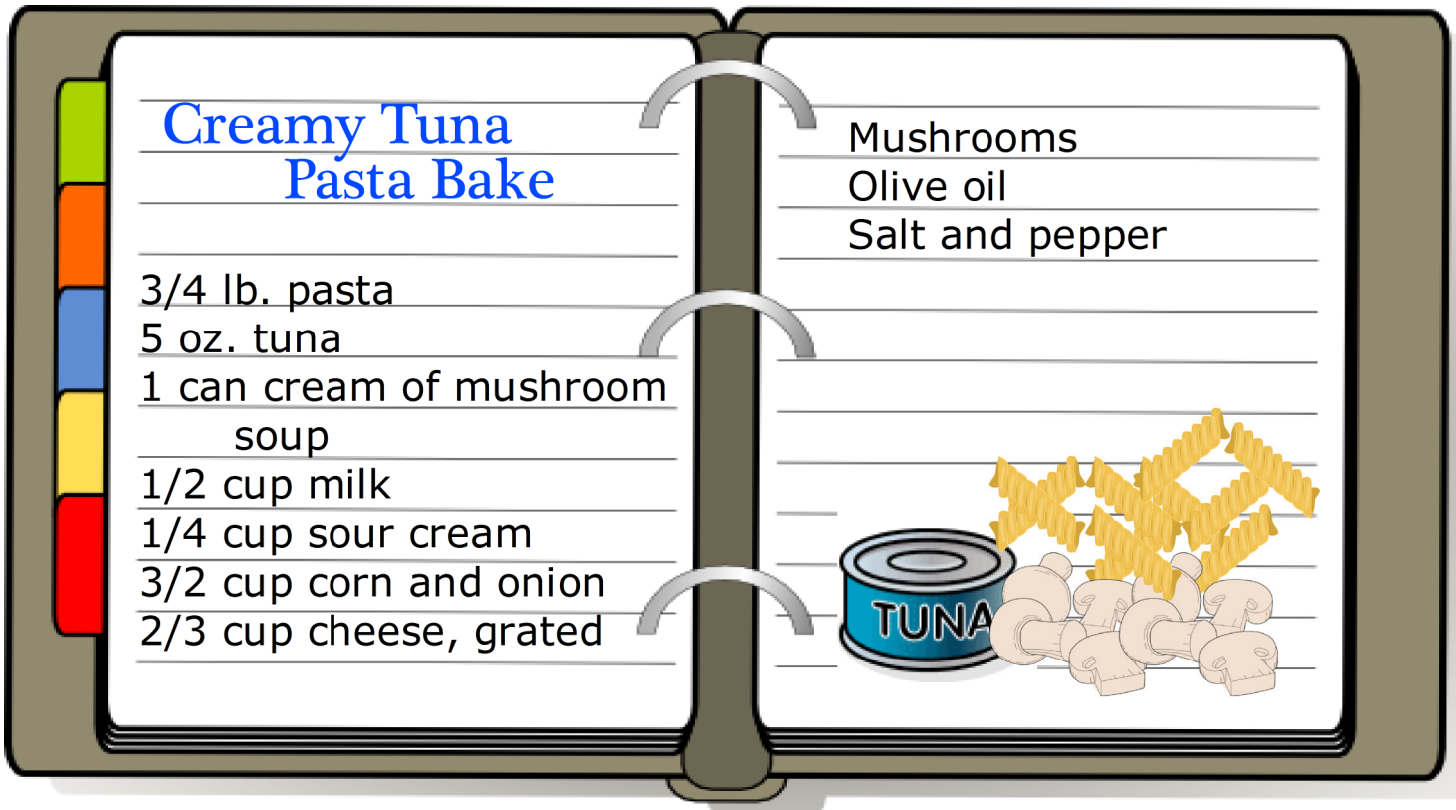 Creamy Tuna
Pasta Bake
3/4 lb. pasta
5 oz. tuna
1 can cream of mushroom
soup
1/2 cup milk
1/4 cup sour cream
3/2 cup corn and onion
2/3 cup cheese, grated
Mushrooms
Olive oil
Salt and pepper
TUNA